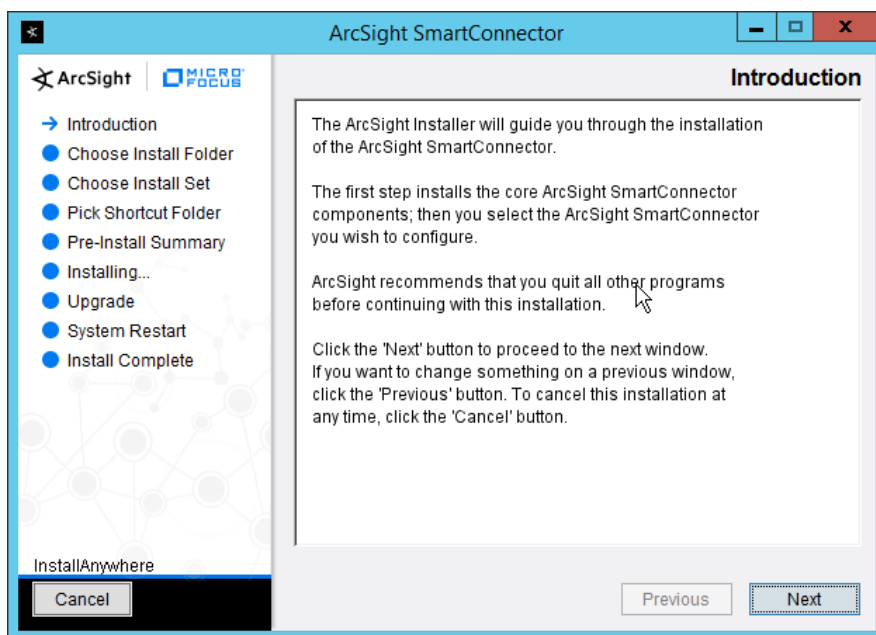 ArcSight SmartConnector
ArcSight
MICRO
FOCUS
Introduction
Introduction
Choose Install Folder
Choose Install Set
Pick Shortcut Folder
Pre-Install Summary
Installing...
Upgrade
System Restart
Install Complete
The ArcSight Installer will guide you through the installation
of the ArcSight SmartConnector.
The first step installs the core ArcSight SmartConnector
components; then you select the ArcSight SmartConnector
you wish to configure.
ArcSight recommends that you quit all other programs
before continuing with this installation.
Click the 'Next' button to proceed to the next window.
If you want to change something on a previous window,
click the 'Previous' button. To cancel this installation at
any time, click the 'Cancel' button.
InstallAnywhere
Cancel
Previous
Next